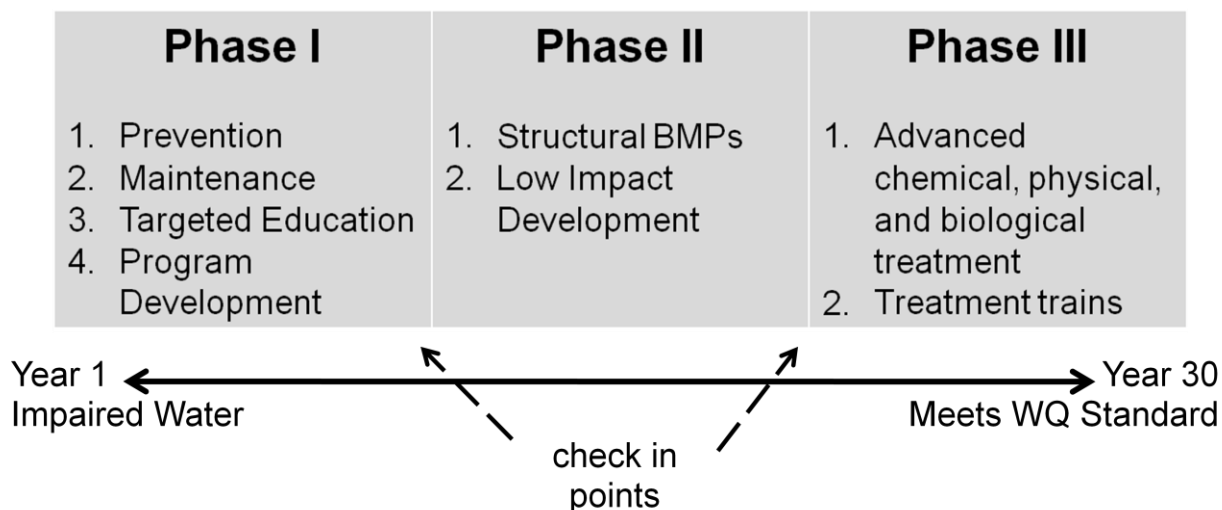 Phase I
1. Prevention
2. Maintenance
3. Targeted Education
4. Program
Development
Phase II
1. Structural BMPs
2. Low Impact
Development
Phase III
1. Advanced
chemical, physical,
and biological
treatment
2. Treatment trains
Year 1
Impaired Water
Year 30
Meets WQ Standard
check in
points